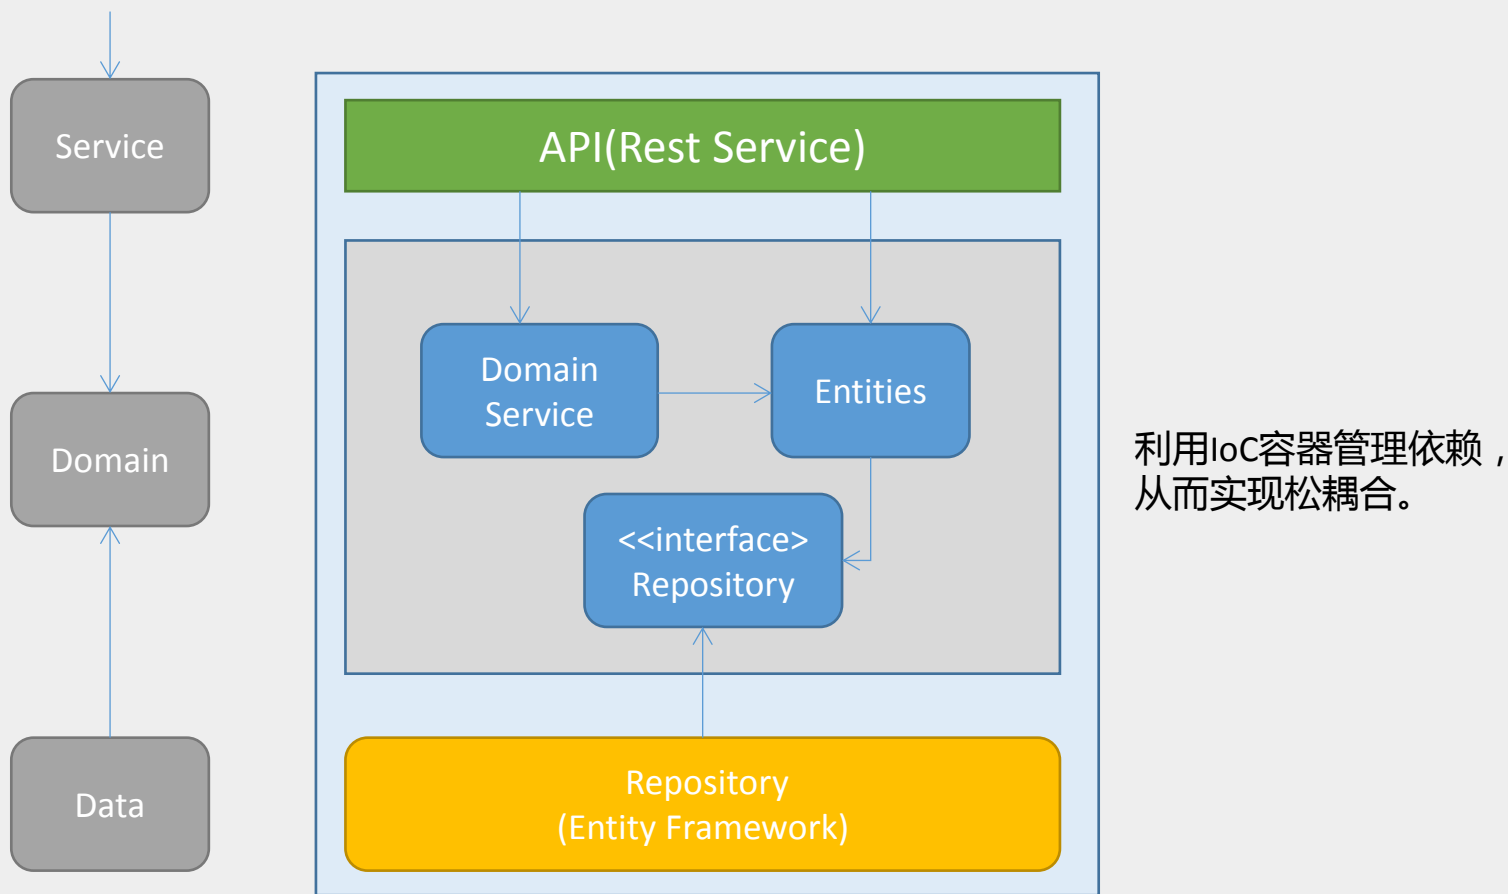 Service
API(Rest Service)
Domain
Service
Entities
Domain
利用IoC容器管理依赖，
从而实现松耦合。
<<interface>
Repository
Data
Repository
(Entity Framework)